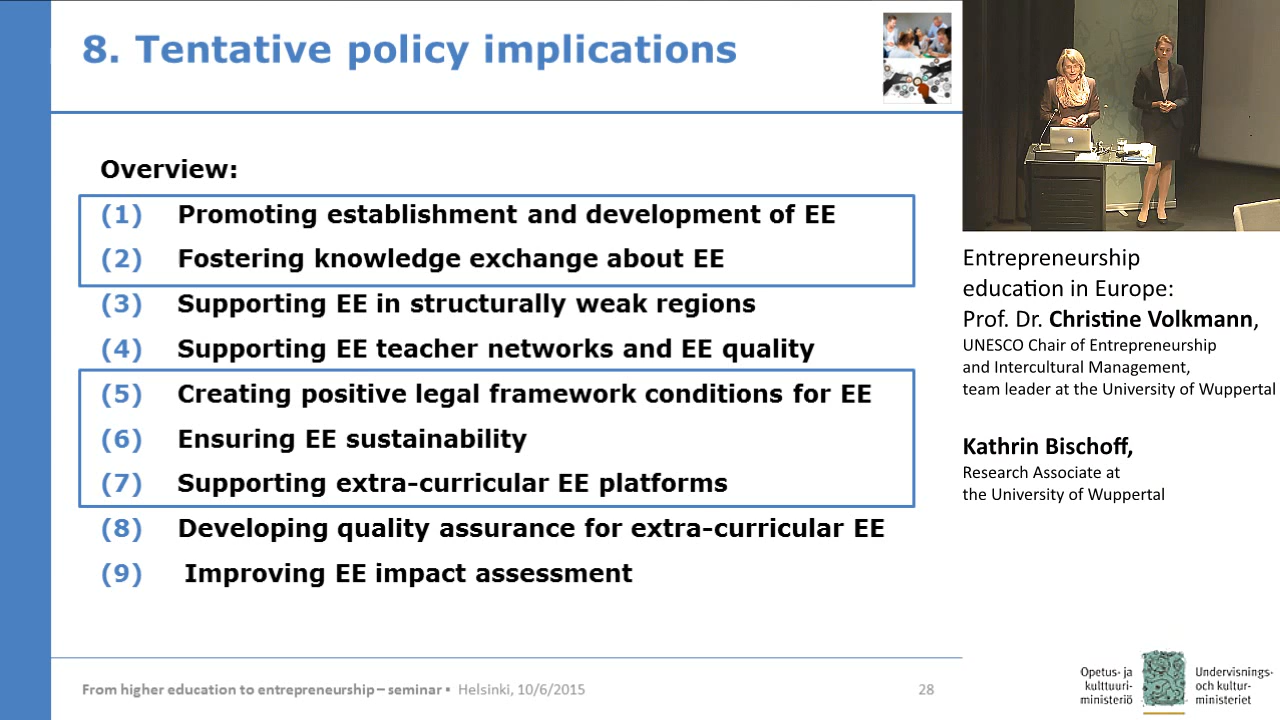 8. Tentative policy implications
Overview:
(1) Promoting establishment and development of EE
(2) Fostering knowledge exchange about EE
(3) Supporting EE in structurally weak regions
(4) Supporting EE teacher networks and EE quality
(5) Creating positive legal framework conditions for EE
(6) Ensuring EE sustainability
(7) Supporting extra-curricular EE platforms
(8) Developing quality assurance for extra-curricular EE
(9) Improving EE impact assessment
From higher education to entrepreneurship – seminar • Helsinki, 10/6/2015 28
Entrepreneurship
education in Europe:
Prof. Dr. Christine Volkmann,
UNESCO Chair of Entrepreneurship
and Intercultural Management,
team leader at the University of Wuppertal
Kathrin Bischoff,
Research Associate at
the University of Wuppertal
Opetus- ja
kulttuuri-
ministeriö
Undervisnings-
och kultur-
ministeriet